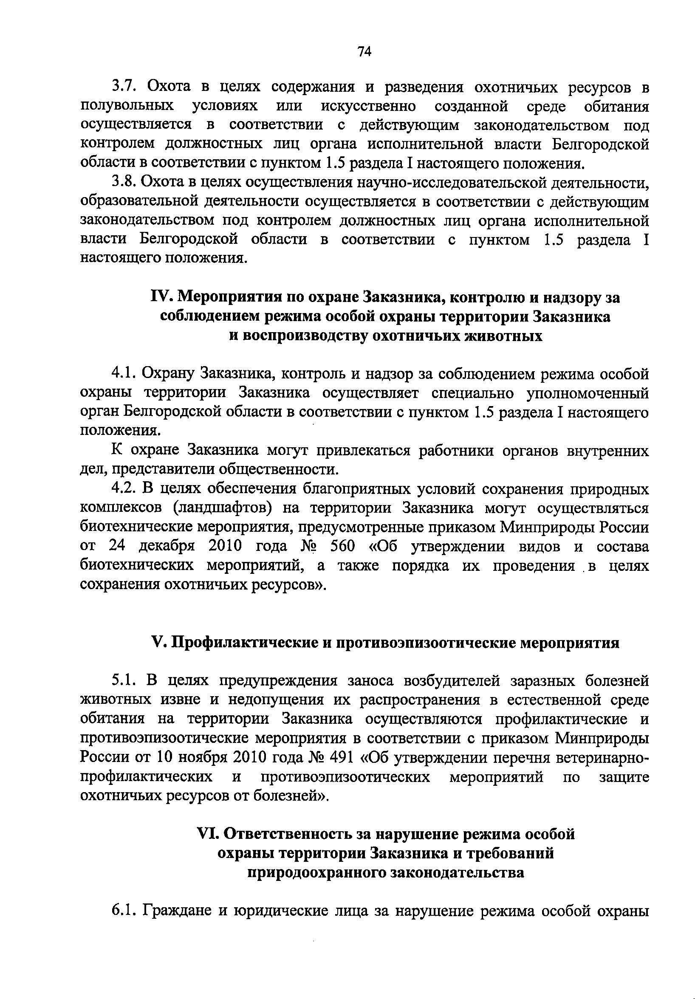 74
3.7. Охота в целях содержания и разведения охотничьих ресурсов в
полувольных условиях или искусственно созданной среде обитания
осуществляется в соответствии с действующим законодательством под
контролем должностных лиц органа исполнительной власти Белгородской
области в соответствии с пунктом 1.5 раздела I настоящего положения.
3.8. Охота в целях осуществления научно-исследовательской деятельности,
образовательной деятельности осуществляется в соответствии с действующим
законодательством под контролем должностных лиц органа исполнительной
власти Белгородской области в соответствии с пунктом 1.5 раздела I
настоящего положения.
IV. Мероприятия по охране Заказника, контролю и надзору за
соблюдением режима особой охраны территории Заказника
и воспроизводству охотничьих животных
4.1. Охрану Заказника, контроль и надзор за соблюдением режима особой
охраны территории Заказника осуществляет специально уполномоченный
орган Белгородской области в соответствии с пунктом 1.5 раздела I настоящего
положения.
К охране Заказника могут привлекаться работники органов внутренних
дел, представители общественности.
4.2. В целях обеспечения благоприятных условий сохранения природных
комплексов (ландшафтов) на территории Заказника могут осуществляться
биотехнические мероприятия, предусмотренные приказом Минприроды России
от 24 декабря 2010 года № 560 «Об утверждении видов и состава
биотехнических мероприятий, а также порядка их проведения в целях
сохранения охотничьих ресурсов».
V. Профилактические и противоэпизоотические мероприятия
5.1. В целях предупреждения заноса возбудителей заразных болезней
животных извне и недопущения их распространения в естественной среде
обитания на территории Заказника осуществляются профилактические и
противоэпизоотические мероприятия в соответствии с приказом Минприроды
России от 10 ноября 2010 года № 491 «Об утверждении перечня ветеринарно-
профилактических и противоэпизоотических мероприятий по защите
охотничьих ресурсов от болезней».
VI. Ответственность за нарушение режима особой
охраны территории Заказника и требований
природоохранного законодательства
6.1. Граждане и юридические лица за нарушение режима особой охраны